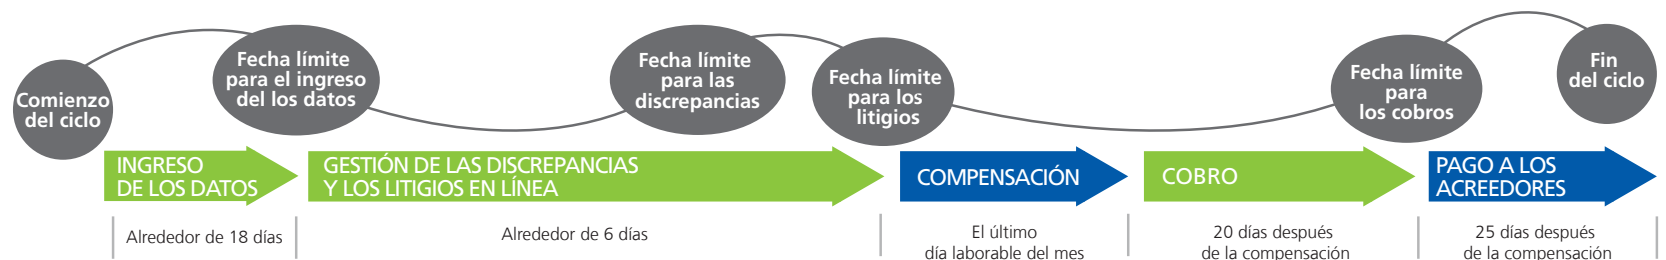 Comienzo
del ciclo
Fecha límite
para el ingreso
del los datos
Fecha límite
para las
discrepancias
Fecha límite
para los
litigios
Fecha límite
para
los cobros
Fin
del ciclo
INGRESO
DE LOS DATOS
GESTIÓN DE LAS DISCREPANCIAS
Y LOS LITIGIOS EN LÍNEA
COMPENSACIÓN
COBRO
PAGO A LOS
ACREEDORES
Alrededor de 18 días
Alrededor de 6 días
El último
día laborable del mes
20 días después
de la compensación
25 días después
de la compensación